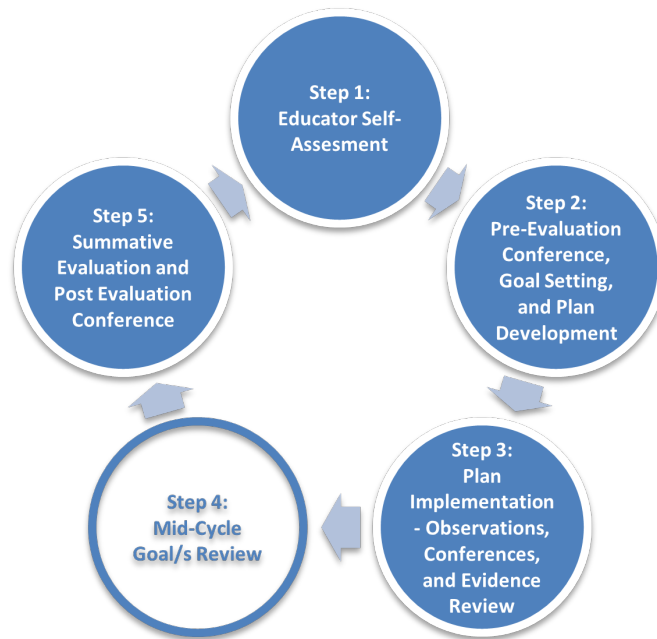 Step 1:
Educator Self-
Assesment
Step 2:
Pre-Evaluation
Conference,
Goal Setting,
and Plan
Development
Step 3:
Plan
Implementation
- Observations,
Conferences,
and Evidence
Review
Step 4:
Mid-Cycle
Goal/s Review
Step 5:
Summative
Evaluation and
Post Evaluation
Conference